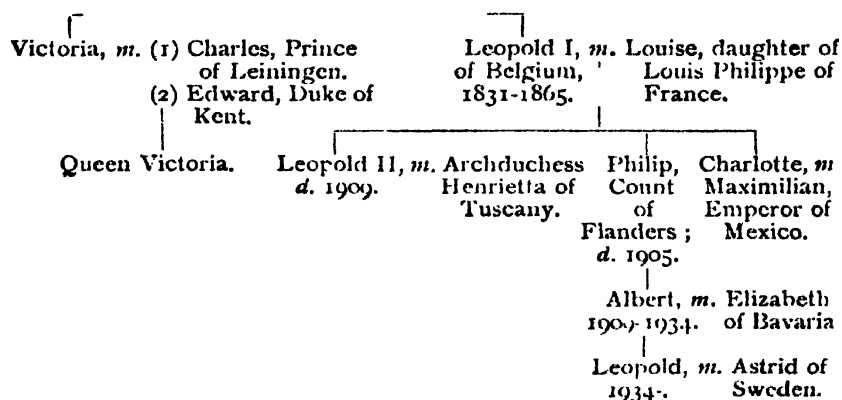 Victoria, m. (1) Charles, Prince of Leiningen.
(2) Edward, Duke of Kent.
Queen Victoria.
Leopold I, m. Louise, daughter of
of Belgium, Louis Philippe of
1831-1865. France.
Leopold II, m. Archduchess
d. 1909. Henrietta of
Tuscany.
Philip,
Count
of
Flanders ;
d. 1905.
Charlotte, m
Maximilian,
Emperor of
Mexico.
Albert, m. Elizabeth
1909-1934. of Bavaria
Leopold, m. Astrid of
1934-. Sweden.